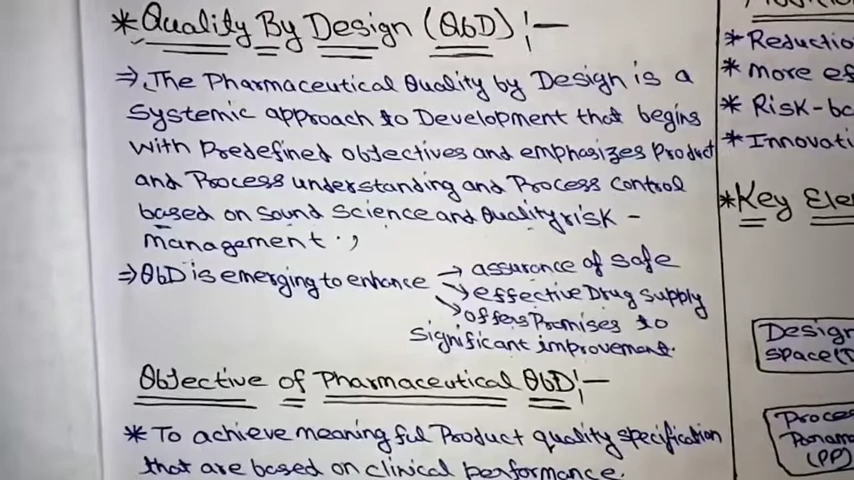 * Quality By Design (QbD) :-
⇒ The Pharmaceutical Quality by Design is a
systemic approach to Development that begins
with Predefined objectives and emphasizes Product
and Process understanding and Process control
based on sound science and Quality risk -
management.,
⇒ QbD is emerging to enhance → assurance of safe
↘ effective Drug supply
↘ offers Promises to
significant improvement.
Objective of Pharmaceutical QbD :-
* To achieve meaningful Product quality specification
that are based on clinical performance.
* Reductio
* more ef
* Risk-ba
* Innovati
* Key Elem
Design
space(
Proces
(PP)